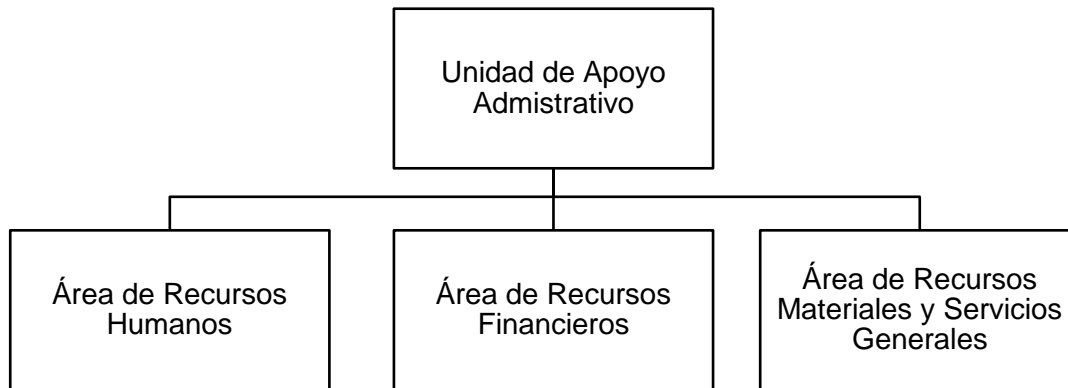 Unidad de Apoyo
Admistrativo
Área de Recursos
Humanos
Área de Recursos
Financieros
Área de Recursos
Materiales y Servicios
Generales